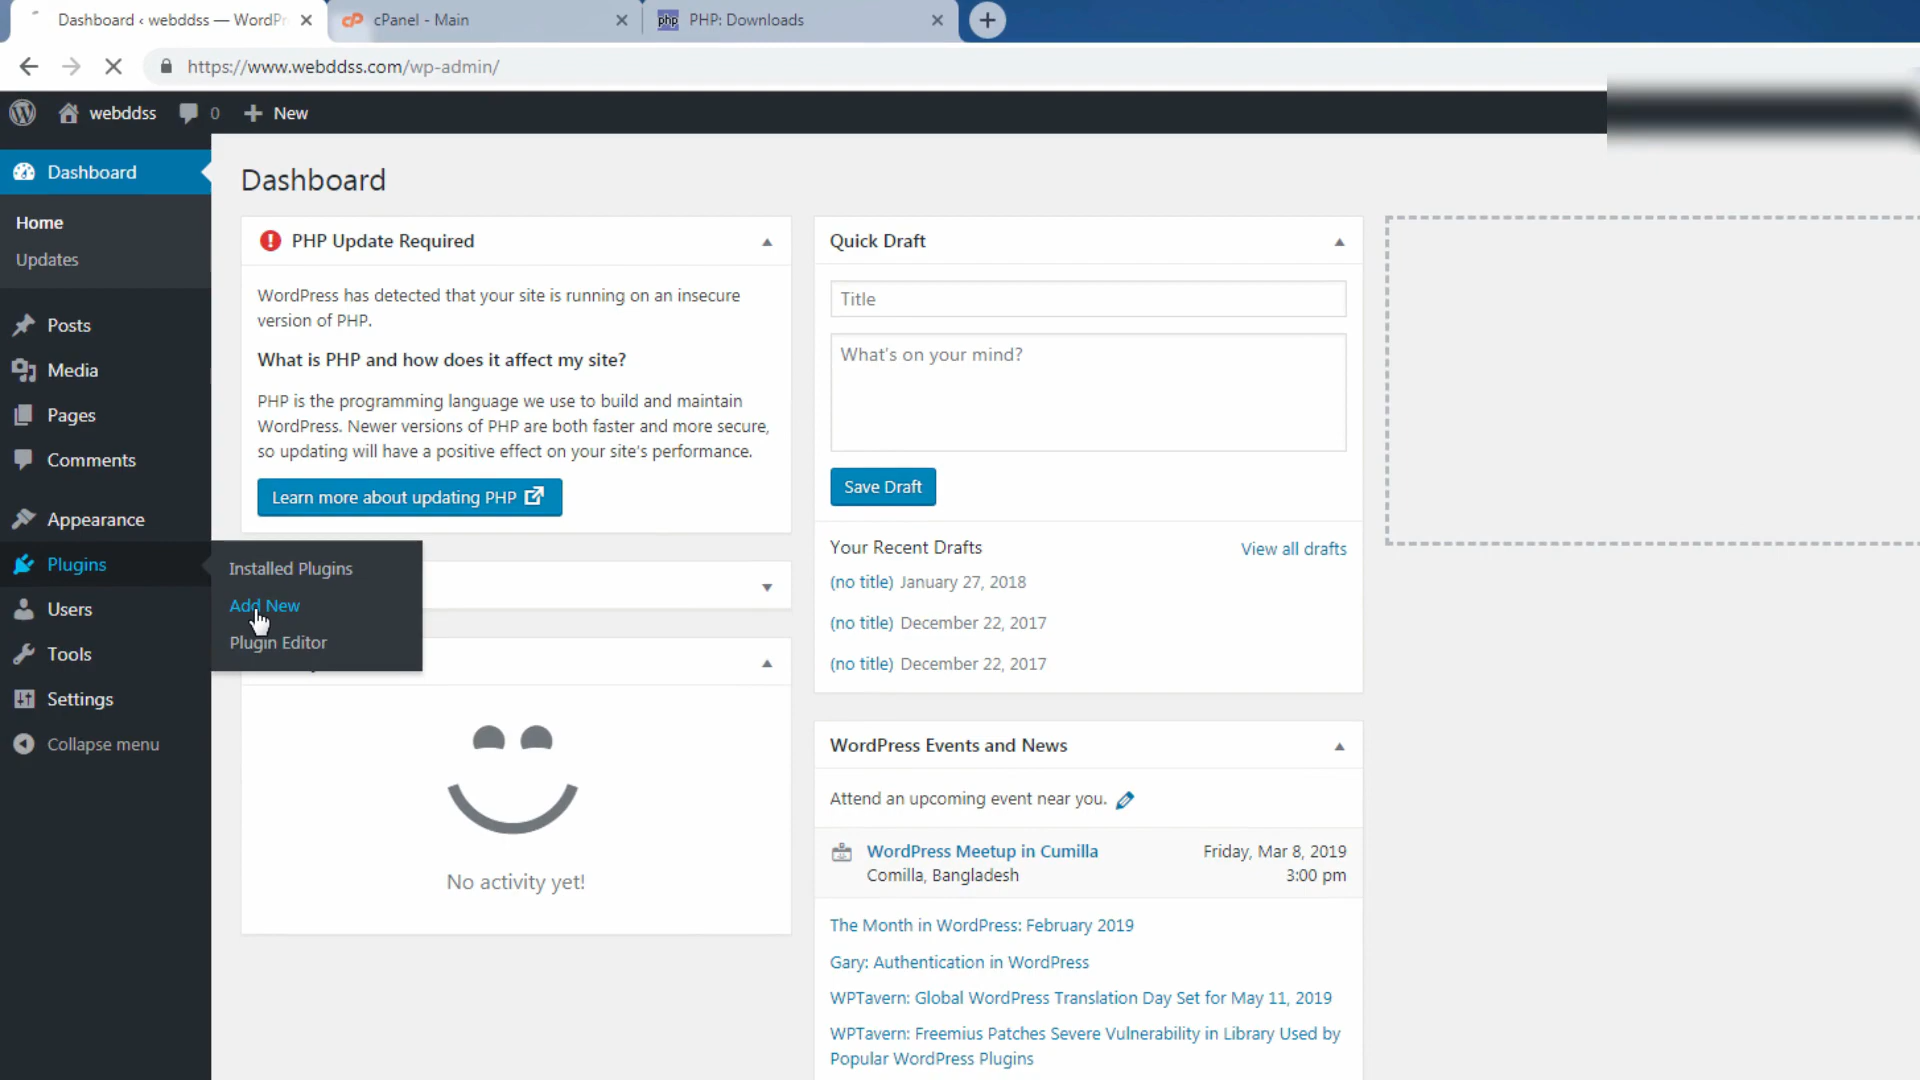 Dashboard ‹ webddss — WordPr
cPanel - Main
php PHP: Downloads
https://www.webddss.com/wp-admin/
webddss 0 New
Dashboard
Home
Updates
Posts
Media
Pages
Comments
Appearance
Plugins
Users
Tools
Settings
Collapse menu
Installed Plugins
Add New
Plugin Editor
Dashboard
PHP Update Required
WordPress has detected that your site is running on an insecure
version of PHP.
What is PHP and how does it affect my site?
PHP is the programming language we use to build and maintain
WordPress. Newer versions of PHP are both faster and more secure,
so updating will have a positive effect on your site's performance.
Learn more about updating PHP
No activity yet!
Quick Draft
Title
What's on your mind?
Save Draft
Your Recent Drafts View all drafts
(no title) January 27, 2018
(no title) December 22, 2017
(no title) December 22, 2017
WordPress Events and News
Attend an upcoming event near you.
WordPress Meetup in Cumilla Friday, Mar 8, 2019
Comilla, Bangladesh 3:00 pm
The Month in WordPress: February 2019
Gary: Authentication in WordPress
WPTavern: Global WordPress Translation Day Set for May 11, 2019
WPTavern: Freemius Patches Severe Vulnerability in Library Used by
Popular WordPress Plugins